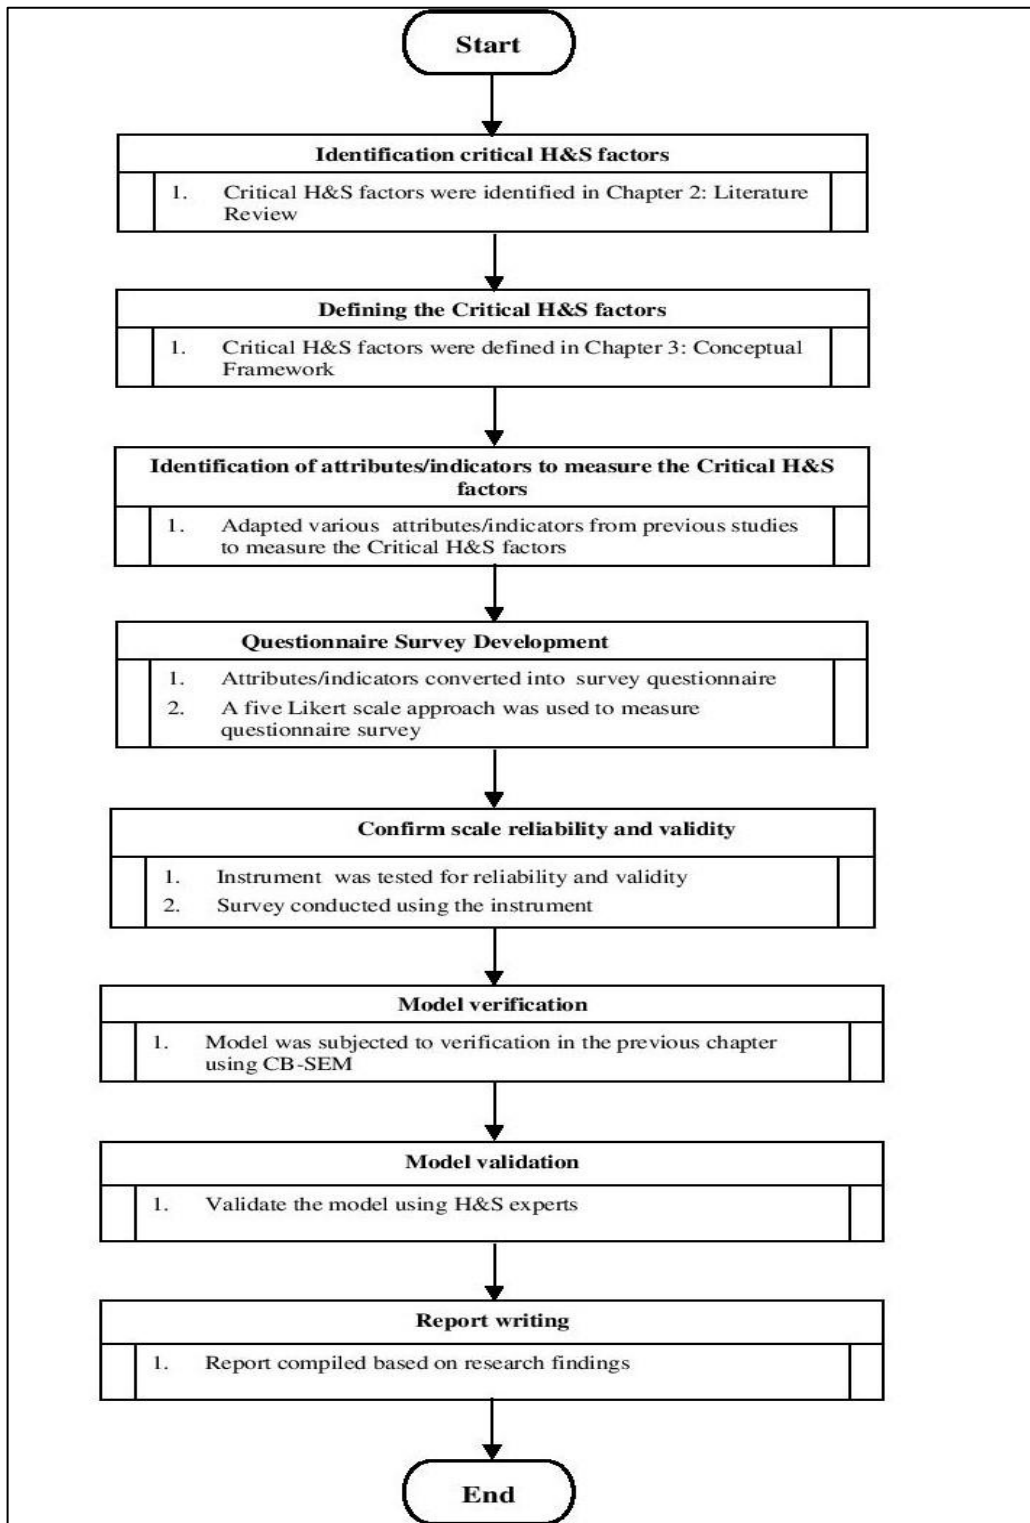 Start
Identification critical H&S factors
1. Critical H&S factors were identified in Chapter 2: Literature
Review
Defining the Critical H&S factors
1. Critical H&S factors were defined in Chapter 3: Conceptual
Framework
Identification of attributes/indicators to measure the Critical H&S
factors
1. Adapted various attributes/indicators from previous studies
to measure the Critical H&S factors
Questionnaire Survey Development
1. Attributes/indicators converted into survey questionnaire
2. A five Likert scale approach was used to measure
questionnaire survey
Confirm scale reliability and validity
1. Instrument was tested for reliability and validity
2. Survey conducted using the instrument
Model verification
1. Model was subjected to verification in the previous chapter
using CB-SEM
Model validation
1. Validate the model using H&S experts
Report writing
1. Report compiled based on research findings
End